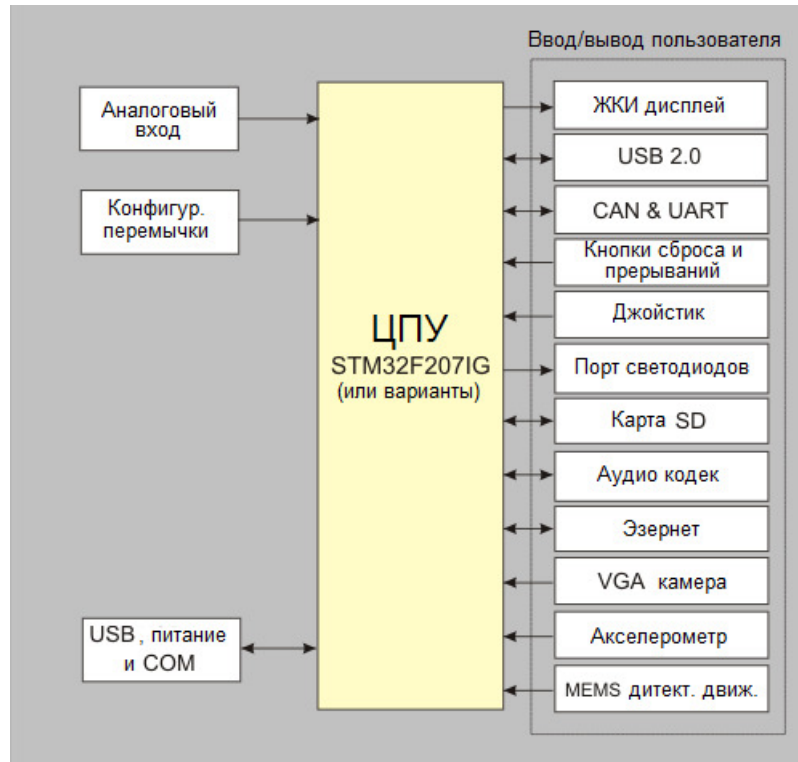 Ввод/вывод пользователя
Аналоговый
вход
Конфигур.
перемычки
USB , питание
и COM
ЦПУ
STM32F207IG
(или варианты)
ЖКИ дисплей
USB 2.0
CAN & UART
Кнопки сброса и
прерываний
Джойстик
Порт светодиодов
Карта SD
Аудио кодек
Эзернет
VGA камера
Акселерометр
MEMS дитект. движ.